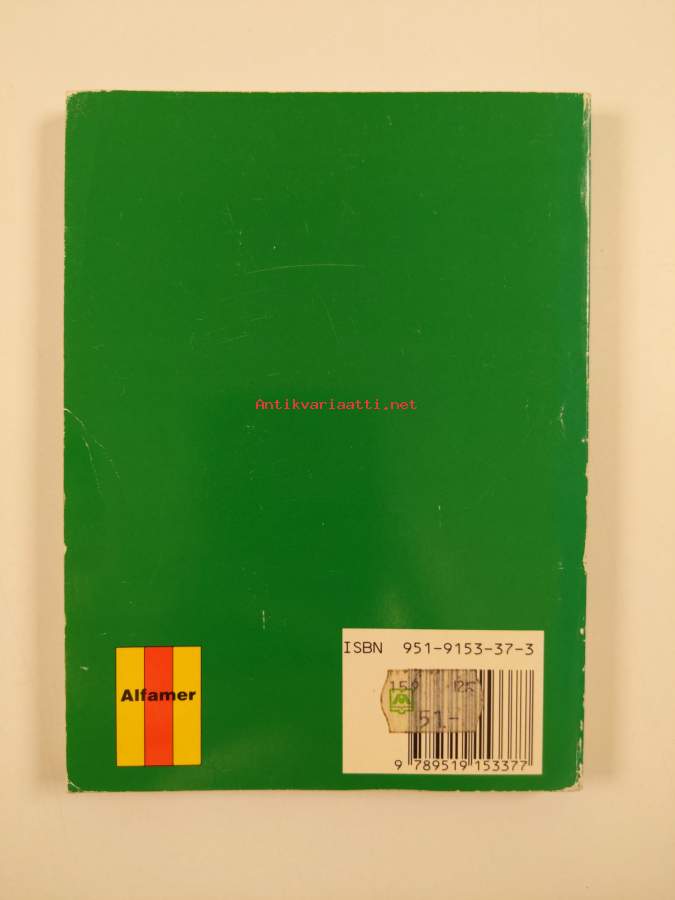 Antikvariaatti.net
ISBN 951-9153-37-3
Alfamer
51.-
9 789519 153377